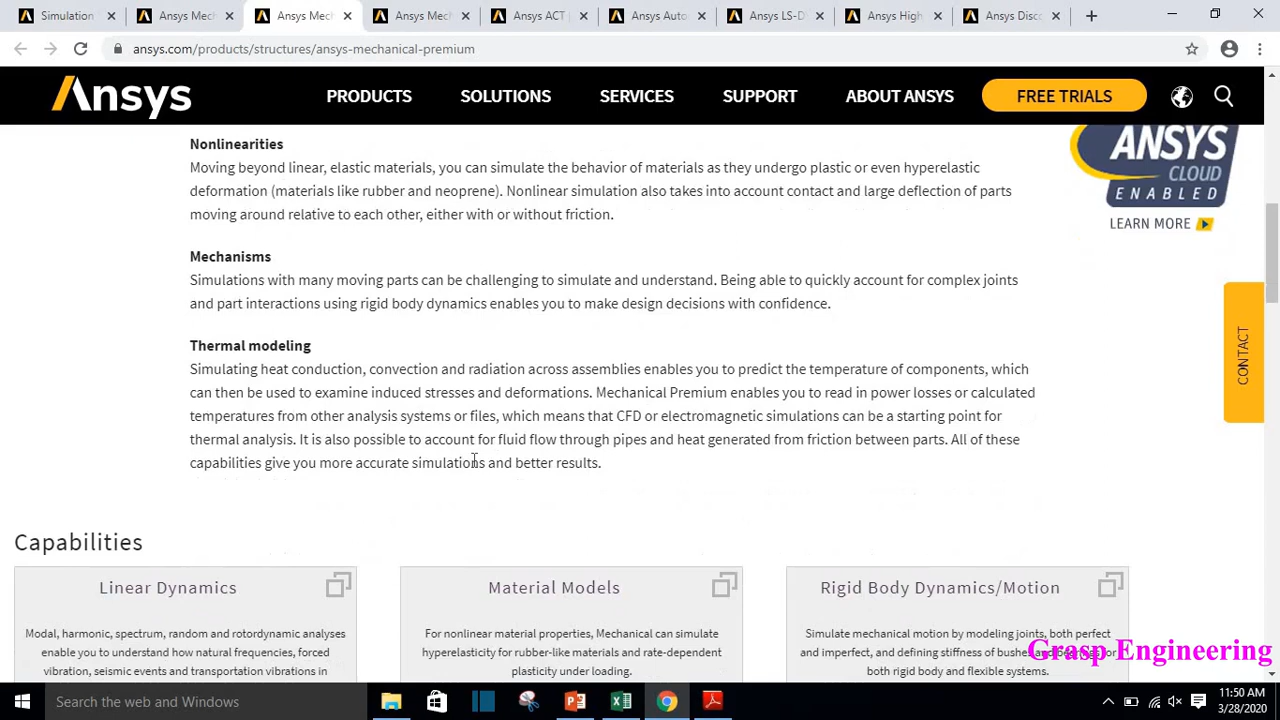 Simulation
Ansys Mech
Ansys Mec
Ansys Mec
Ansys ACT
Ansys Auto
Ansys LS-D
Ansys High
Ansys Disc
ansys.com/products/structures/ansys-mechanical-premium
Ansys
PRODUCTS
SOLUTIONS
SERVICES
SUPPORT
ABOUT ANSYS
FREE TRIALS
ANSYS
CLOUD
ENABLED
LEARN MORE
CONTACT
Nonlinearities
Moving beyond linear, elastic materials, you can simulate the behavior of materials as they undergo plastic or even hyperelastic
deformation (materials like rubber and neoprene). Nonlinear simulation also takes into account contact and large deflection of parts
moving around relative to each other, either with or without friction.
Mechanisms
Simulations with many moving parts can be challenging to simulate and understand. Being able to quickly account for complex joints
and part interactions using rigid body dynamics enables you to make design decisions with confidence.
Thermal modeling
Simulating heat conduction, convection and radiation across assemblies enables you to predict the temperature of components, which
can then be used to examine induced stresses and deformations. Mechanical Premium enables you to read in power losses or calculated
temperatures from other analysis systems or files, which means that CFD or electromagnetic simulations can be a starting point for
thermal analysis. It is also possible to account for fluid flow through pipes and heat generated from friction between parts. All of these
capabilities give you more accurate simulations and better results.
Capabilities
Linear Dynamics
Modal, harmonic, spectrum, random and rotordynamic analyses
enable you to understand how natural frequencies, forced
vibration, seismic events and transportation vibrations in
Material Models
For nonlinear material properties, Mechanical can simulate
hyperelasticity for rubber-like materials and rate-dependent
plasticity under loading.
Rigid Body Dynamics/Motion
Simulate mechanical motion by modeling joints, both perfect
and imperfect, and defining stiffness of
both rigid body and flexible systems.
Grasp Engineering
Search the web and Windows
11:50 AM
3/28/2020